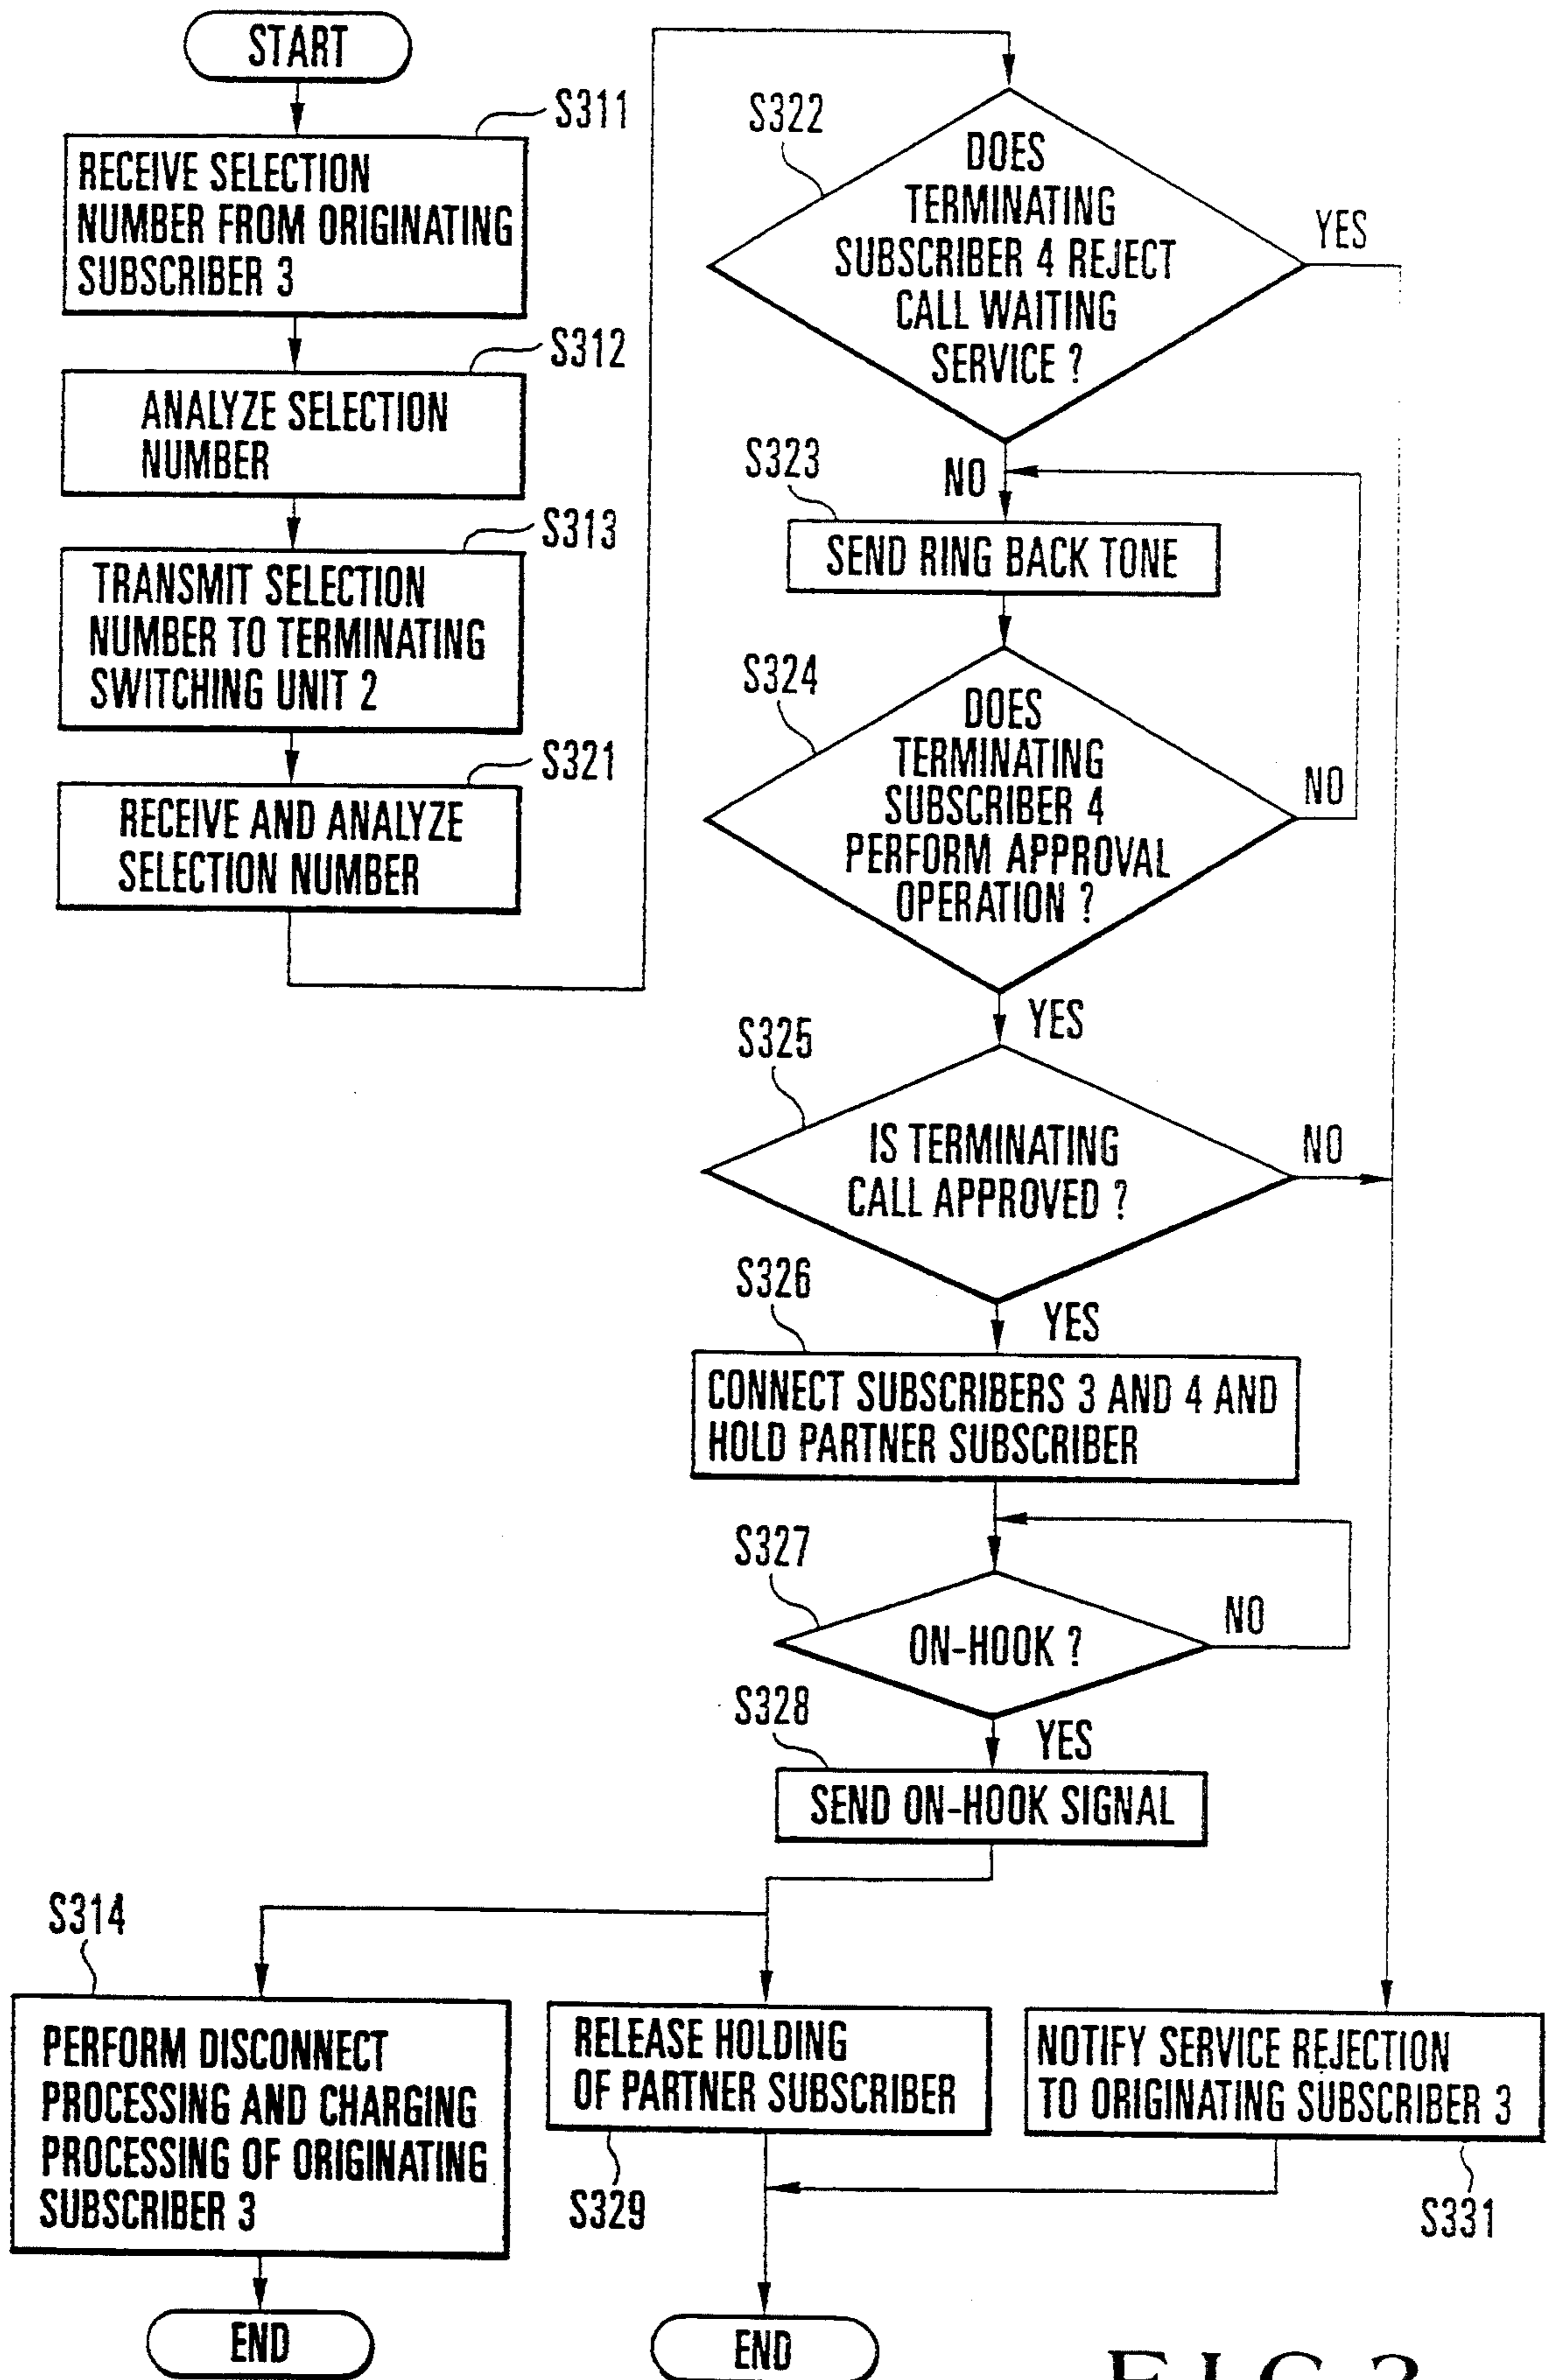 START
S311
RECEIVE SELECTION
NUMBER FROM ORIGINATING
SUBSCRIBER 3
S312
ANALYZE SELECTION
NUMBER
S313
TRANSMIT SELECTION
NUMBER TO TERMINATING
SWITCHING UNIT 2
S321
RECEIVE AND ANALYZE
SELECTION NUMBER
S322
DOES
TERMINATING
SUBSCRIBER 4 REJECT
CALL WAITING
SERVICE ?
YES
NO
S323
SEND RING BACK TONE
S324
DOES
TERMINATING
SUBSCRIBER 4
PERFORM APPROVAL
OPERATION ?
NO
YES
S325
IS TERMINATING
CALL APPROVED ?
NO
YES
S326
CONNECT SUBSCRIBERS 3 AND 4 AND
HOLD PARTNER SUBSCRIBER
S327
ON-HOOK ?
NO
YES
S328
SEND ON-HOOK SIGNAL
S314
PERFORM DISCONNECT
PROCESSING AND CHARGING
PROCESSING OF ORIGINATING
SUBSCRIBER 3
RELEASE HOLDING
OF PARTNER SUBSCRIBER
S329
NOTIFY SERVICE REJECTION
TO ORIGINATING SUBSCRIBER 3
S331
END
END